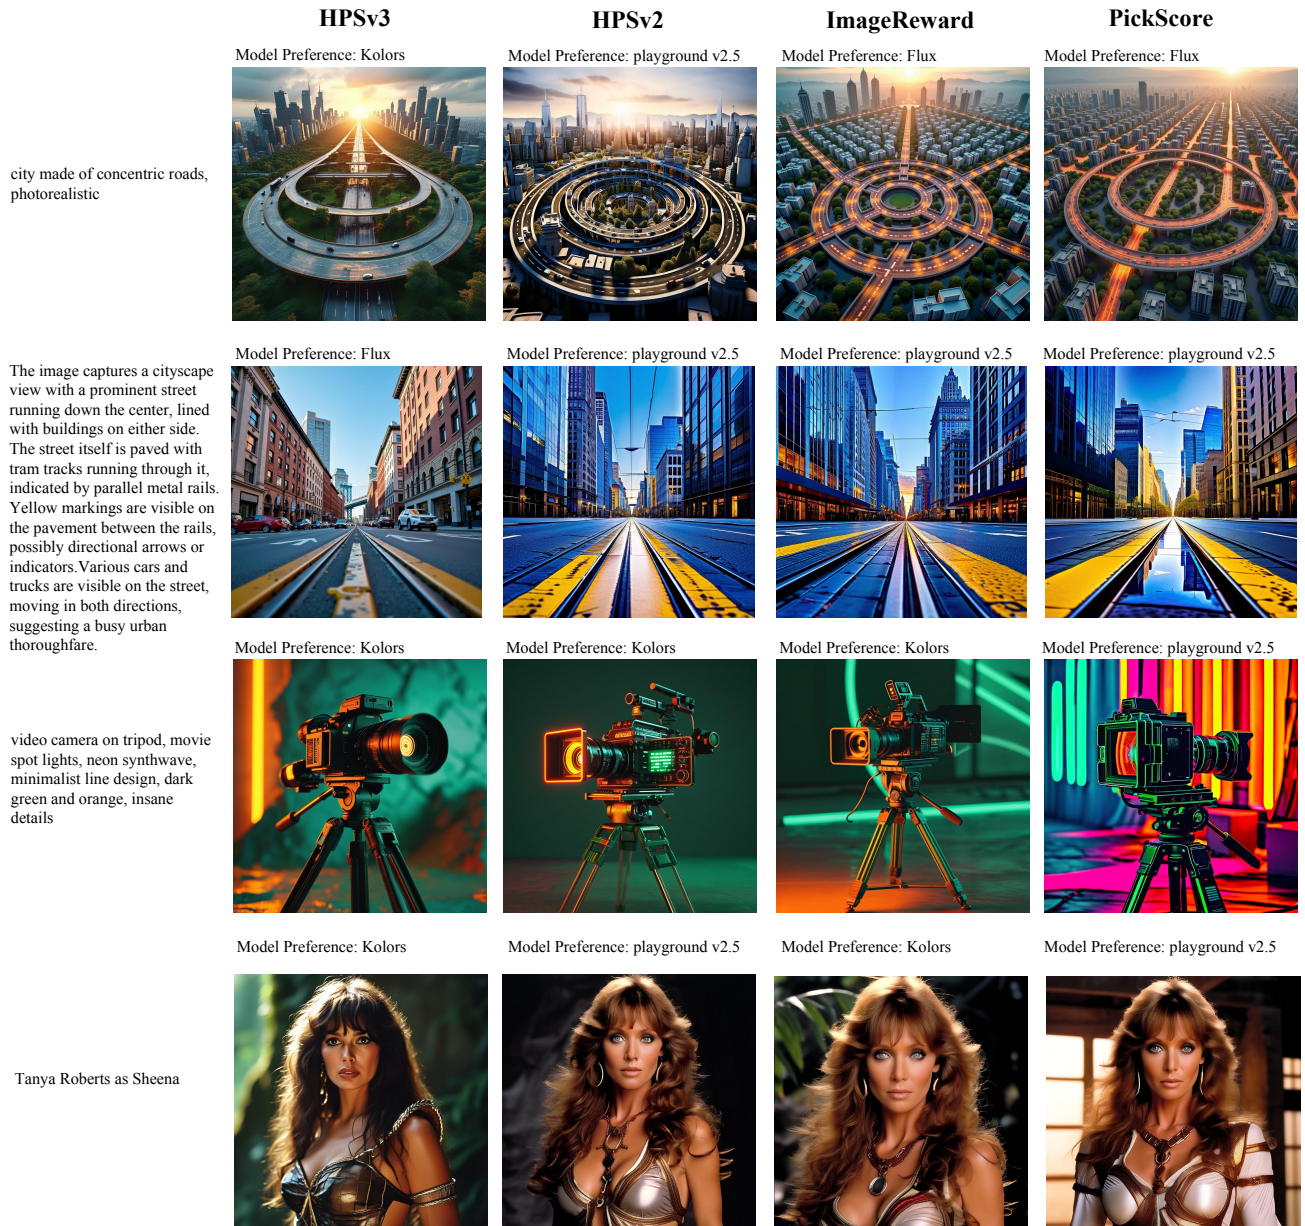 HPSv3
HPSv2
ImageReward
PickScore
Model Preference: Kolors
Model Preference: playground v2.5
Model Preference: Flux
Model Preference: Flux
city made of concentric roads,
photorealistic
Model Preference: Flux
Model Preference: playground v2.5
Model Preference: playground v2.5
Model Preference: playground v2.5
The image captures a cityscape
view with a prominent street
running down the center, lined
with buildings on either side.
The street itself is paved with
tram tracks running through it,
indicated by parallel metal rails.
Yellow markings are visible on
the pavement between the rails,
possibly directional arrows or
indicators.Various cars and
trucks are visible on the street,
moving in both directions,
suggesting a busy urban
thoroughfare.
Model Preference: Kolors
Model Preference: Kolors
Model Preference: Kolors
Model Preference: playground v2.5
video camera on tripod, movie
spot lights, neon synthwave,
minimalist line design, dark
green and orange, insane
details
Model Preference: Kolors
Model Preference: playground v2.5
Model Preference: Kolors
Model Preference: playground v2.5
Tanya Roberts as Sheena